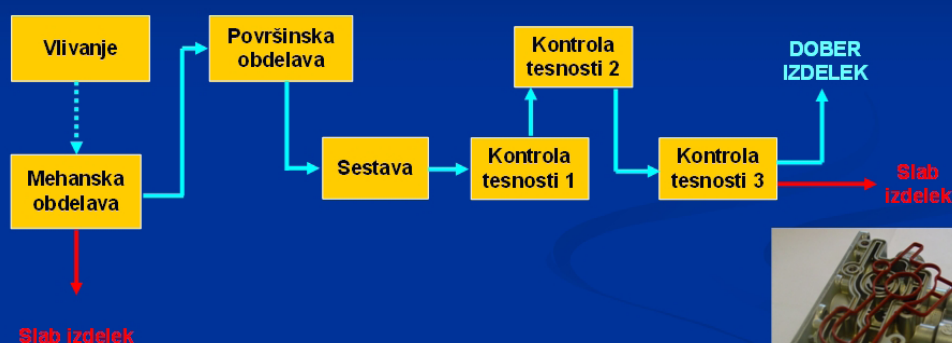 Vlivanje
Mehanska
obdelava
Slab izdelek
Površinska
obdelava
Sestava
Kontrola
tesnosti 1
Kontrola
tesnosti 2
Kontrola
tesnosti 3
DOBER
IZDELEK
Slab
izdelek